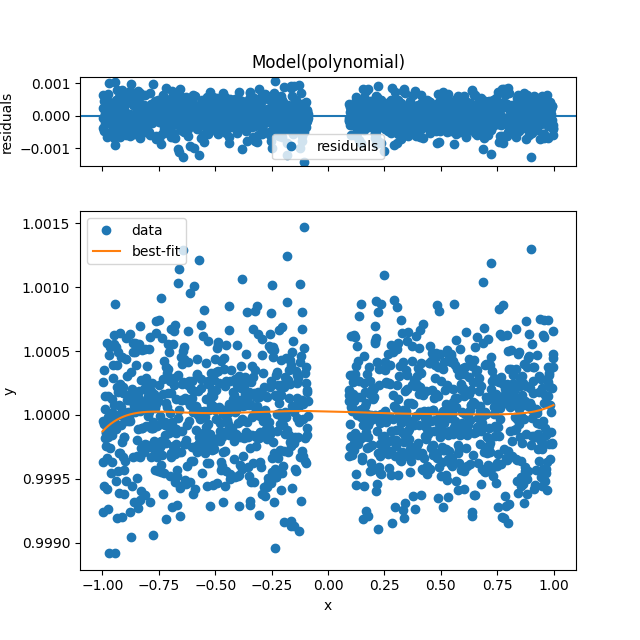 Model(polynomial)
0.001
0.000
−0.001
residuals
residuals
data
best-fit
1.0015
1.0010
1.0005
1.0000
0.9995
0.9990
y
−1.00 −0.75 −0.50 −0.25 0.00 0.25 0.50 0.75 1.00
x